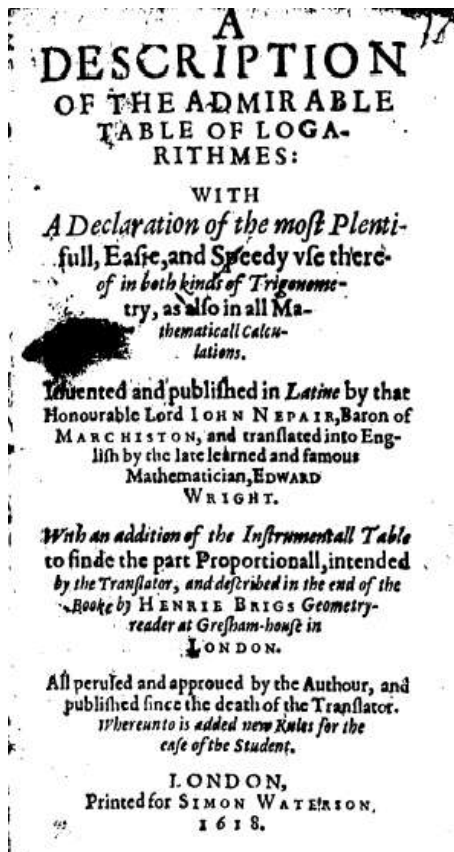 A
DESCRIPTION
OF THE ADMIRABLE
TABLE OF LOGA-
RITHMES:
WITH
A Declaration of the moſt Plenti-
full, Eaſie, and Speedy vſe there-
of in both kinds of Trigonome-
try, as alſo in all Ma-
thematicall Calcu-
lations.
Inuented and publiſhed in Latine by that
Honourable Lord IOHN NEPAIR, Baron of
MARCHISTON, and tranſlated into Eng-
liſh by the late learned and famous
Mathematician, EDWARD
WRIGHT.
With an addition of the Inſtrumentall Table
to finde the part Proportionall, intended
by the Tranſlator, and deſcribed in the end of the
Booke by HENRIE BRIGS Geometry-
reader at Greſham-houſe in
LONDON.
All peruſed and approued by the Authour, and
publiſhed ſince the death of the Tranſlator.
Whereunto is added new Rules for the
eaſe of the Student.
LONDON,
Printed for SIMON WATERSON,
1618.